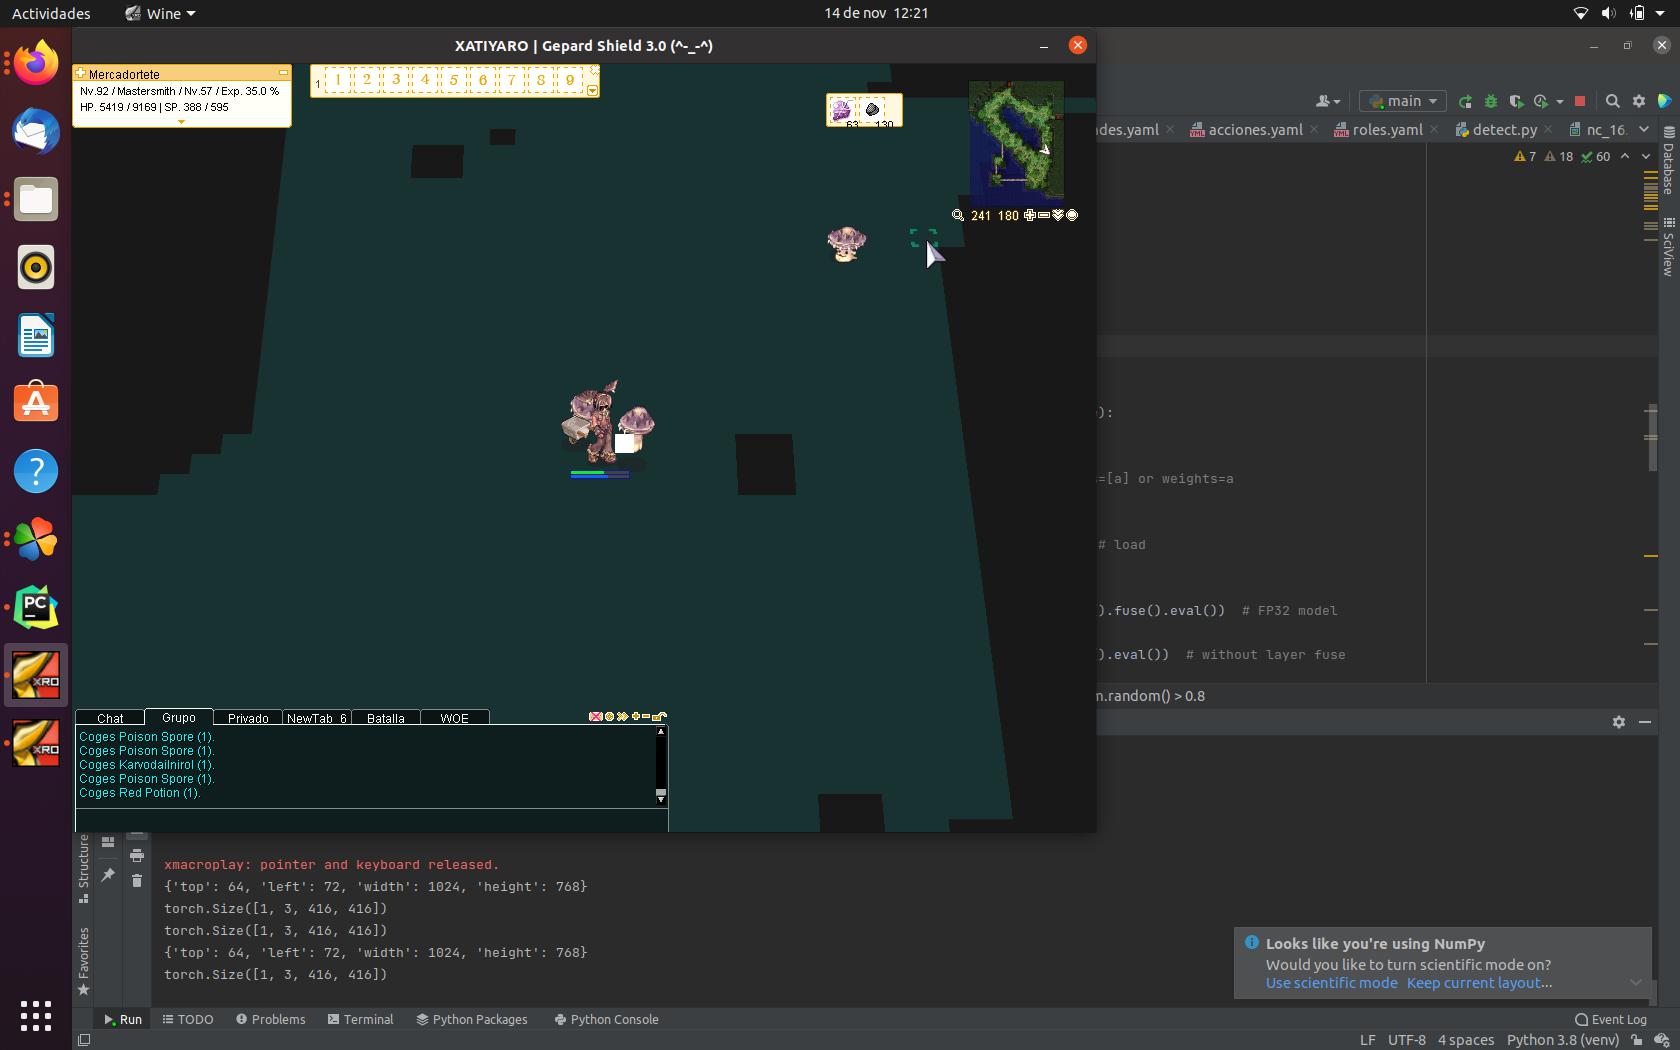 Actividades
Wine
14 de nov 12:21
XATIYARO | Gepard Shield 3.0 (^-_-^)
Mercadortete
Nv.92 / Mastersmith / Nv.57 / Exp. 35.0 %
HP. 5419 / 9169 | SP. 388 / 595
1 1 2 3 4 5 6 7 8 9
63 130
241 180
main
des.yaml
acciones.yaml
roles.yaml
detect.py
nc_16.
7 18 60
Database
SciView
):
=[a] or weights=a
# load
).fuse().eval()) # FP32 model
).eval()) # without layer fuse
m.random() > 0.8
PC
XRO
XRO
Chat Grupo Privado NewTab 6 Batalla WOE
Coges Poison Spore (1).
Coges Poison Spore (1).
Coges Karvodailnirol (1).
Coges Poison Spore (1).
Coges Red Potion (1).
Structure
Favorites
xmacroplay: pointer and keyboard released.
{'top': 64, 'left': 72, 'width': 1024, 'height': 768}
torch.Size([1, 3, 416, 416])
torch.Size([1, 3, 416, 416])
{'top': 64, 'left': 72, 'width': 1024, 'height': 768}
torch.Size([1, 3, 416, 416])
Looks like you're using NumPy
Would you like to turn scientific mode on?
Use scientific mode Keep current layout...
Run TODO Problems Terminal Python Packages Python Console
Event Log
LF UTF-8 4 spaces Python 3.8 (venv)